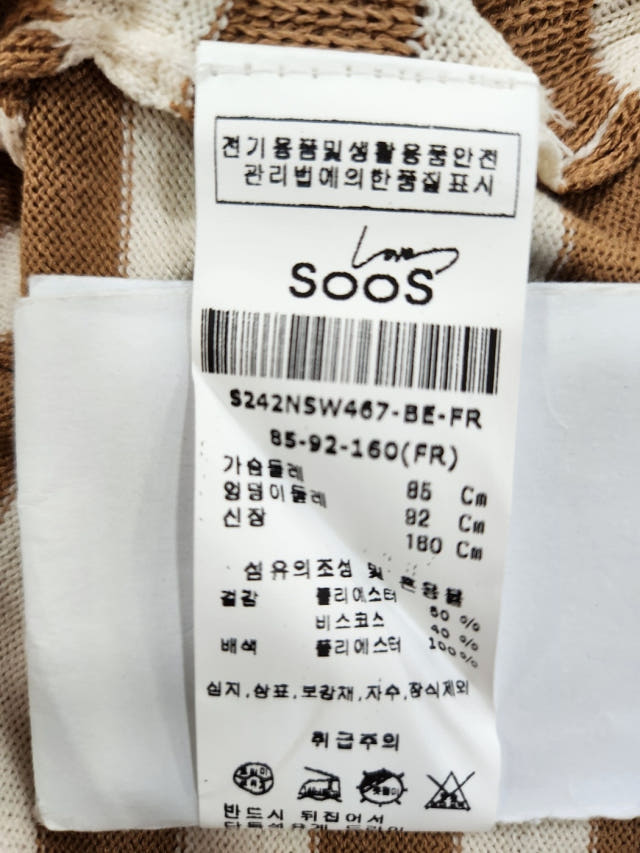 전기용품및생활용품안전
관리법에의한품질표시
Lovers
SOOS
S242NSW467-BE-FR
85-92-160(FR)
가슴둘레 85 Cm
엉덩이둘레 92 Cm
신장 160 Cm
섬유의조성 및 혼용율
겉감 폴리에스터 60 %
비스코스 40 %
배색 폴리에스터 100%
심지,상표,보강재,자수,장식제외
취급주의
반드시 뒤집어서